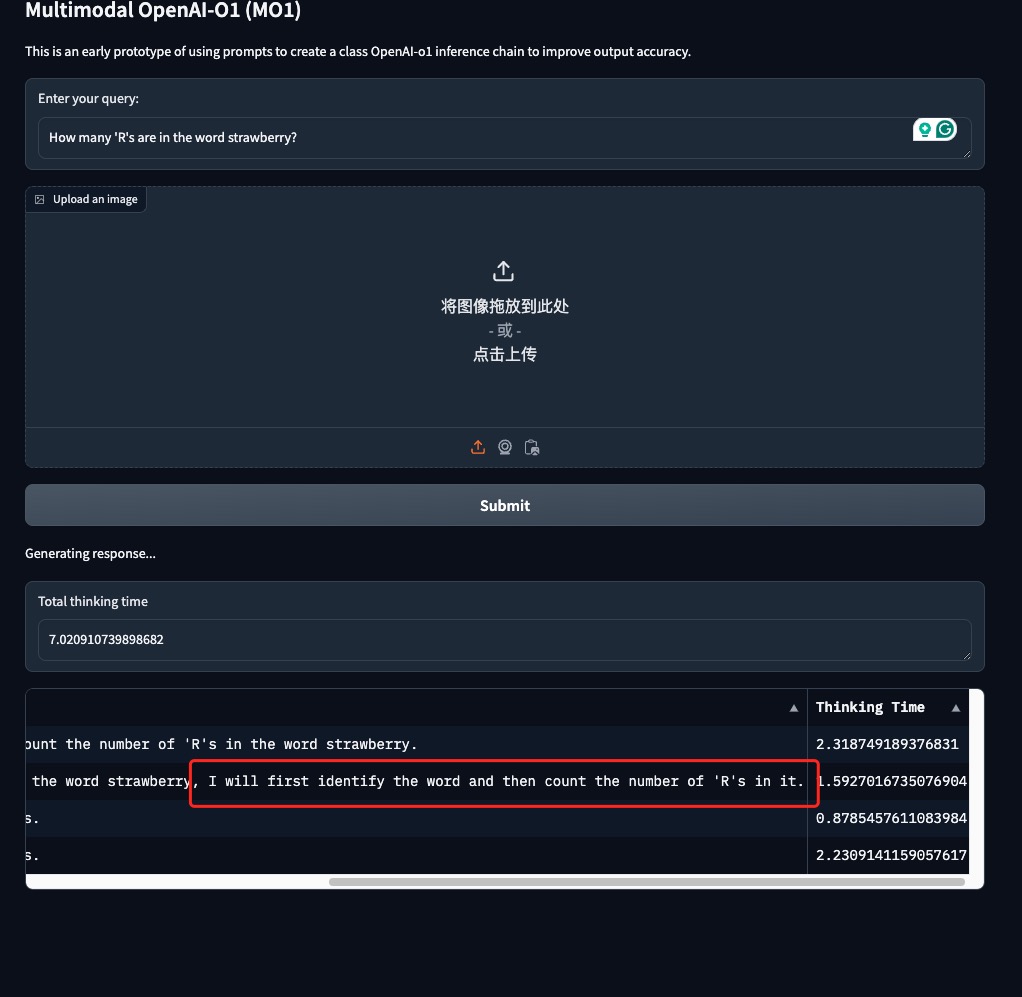 Multimodal OpenAI-O1 (MO1)
This is an early prototype of using prompts to create a class OpenAI-o1 inference chain to improve output accuracy.
Enter your query:
How many 'R's are in the word strawberry?
Upload an image
将图像拖放到此处
- 或 -
点击上传
Submit
Generating response...
Total thinking time
7.020910739898682
Thinking Time
ount the number of 'R's in the word strawberry. 2.318749189376831
the word strawberry, I will first identify the word and then count the number of 'R's in it. 1.5927016735076904
s. 0.8785457611083984
s. 2.2309141159057617